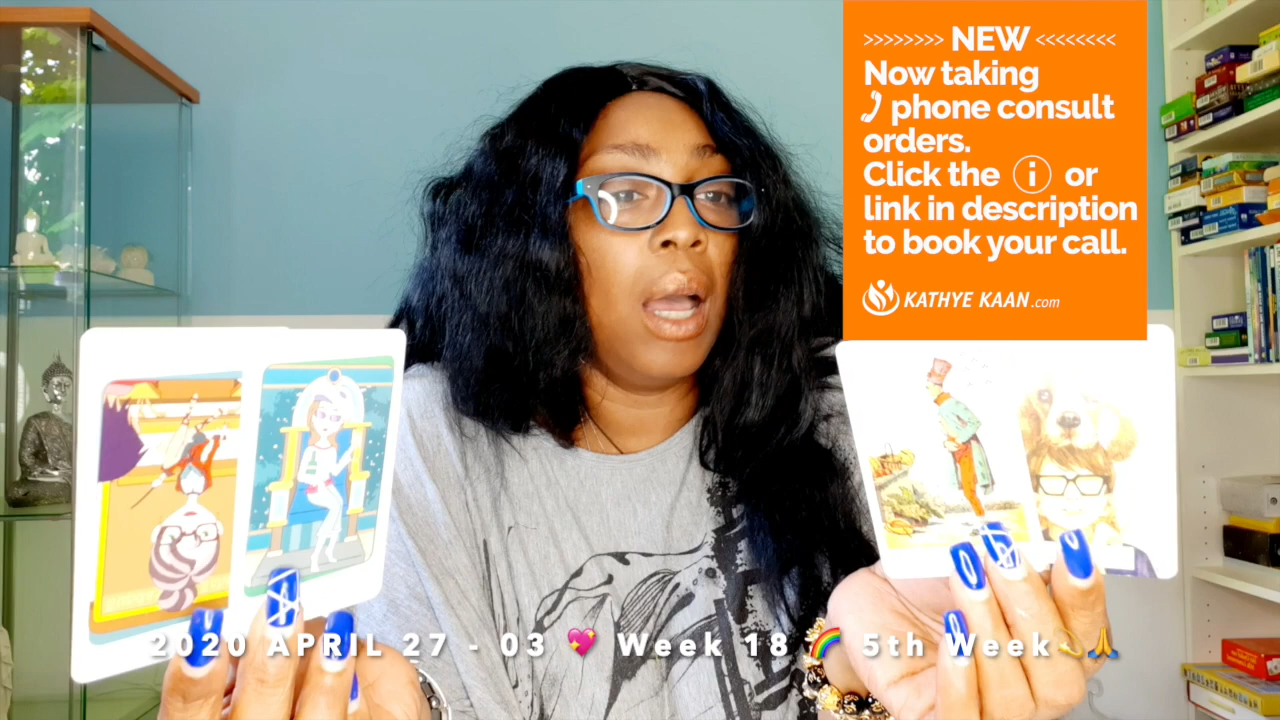 >>>>>>>> NEW <<<<<<<<
Now taking
phone consult
orders.
Click the ⓘ or
link in description
to book your call.
KATHYE KAAN.com
2020 APRIL 27 - 03 💖 Week 18 🌈 5th Week 💫 🙏